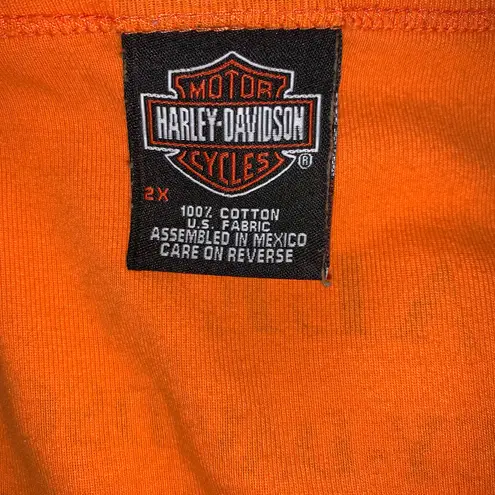 MOTOR
HARLEY-DAVIDSON
CYCLES ®
2X
100% COTTON
U.S. FABRIC
ASSEMBLED IN MEXICO
CARE ON REVERSE